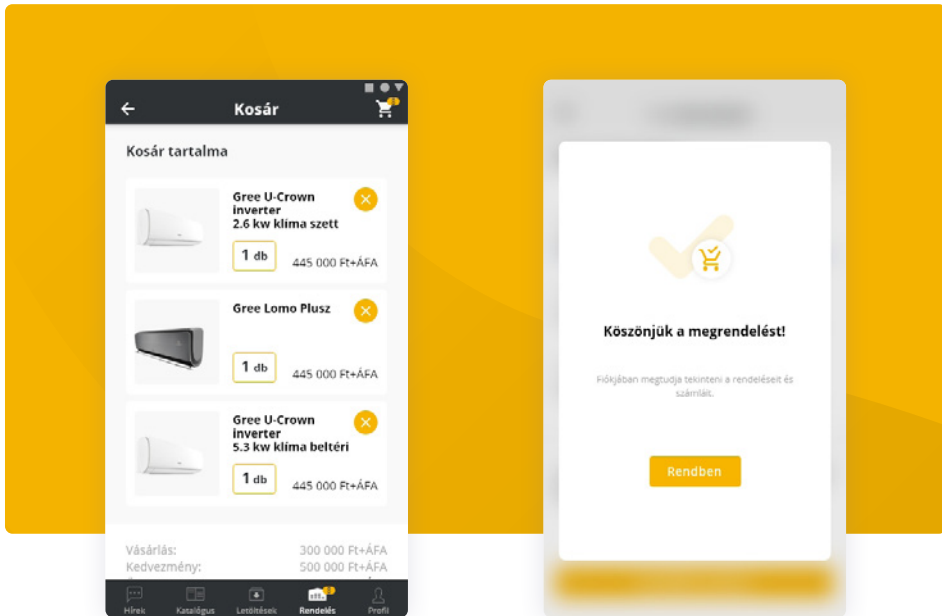 Kosár
Kosár tartalma
Gree U-Crown
inverter
2.6 kw klíma szett
1 db
445 000 Ft+ÁFA
Gree Lomo Plusz
1 db
445 000 Ft+ÁFA
Gree U-Crown
inverter
5.3 kw klíma beltéri
1 db
445 000 Ft+ÁFA
Vásárlás:
300 000 Ft+ÁFA
Kedvezmény:
500 000 Ft+ÁFA
Hírek
Katalógus
Letöltések
Rendelés
Profil
Köszönjük a megrendelést!
Fiókjában megtudja tekinteni a rendeléseit és
számláit.
Rendben